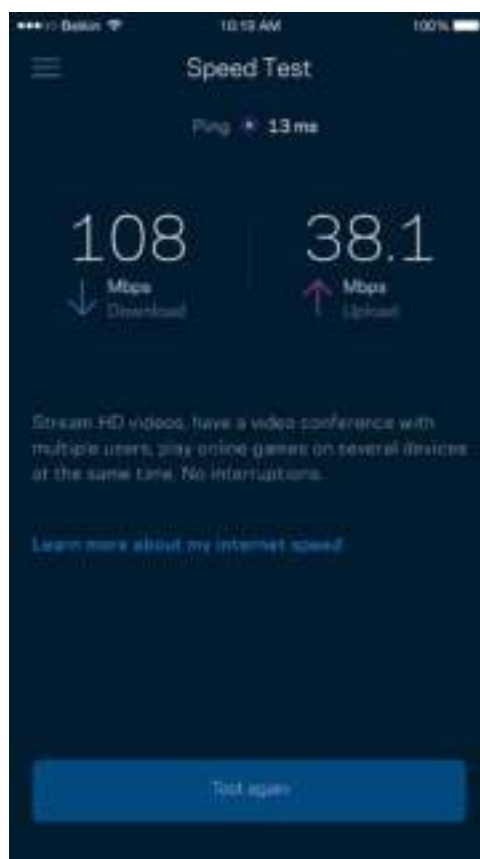 Belkin 10:19 AM 100%
Speed Test
Ping 13 ms
108 38.1
Mbps Mbps
Download Upload
Stream HD videos, have a video conference with
multiple users, play online games on several devices
at the same time. No interruptions.
Learn more about my internet speed
Test again